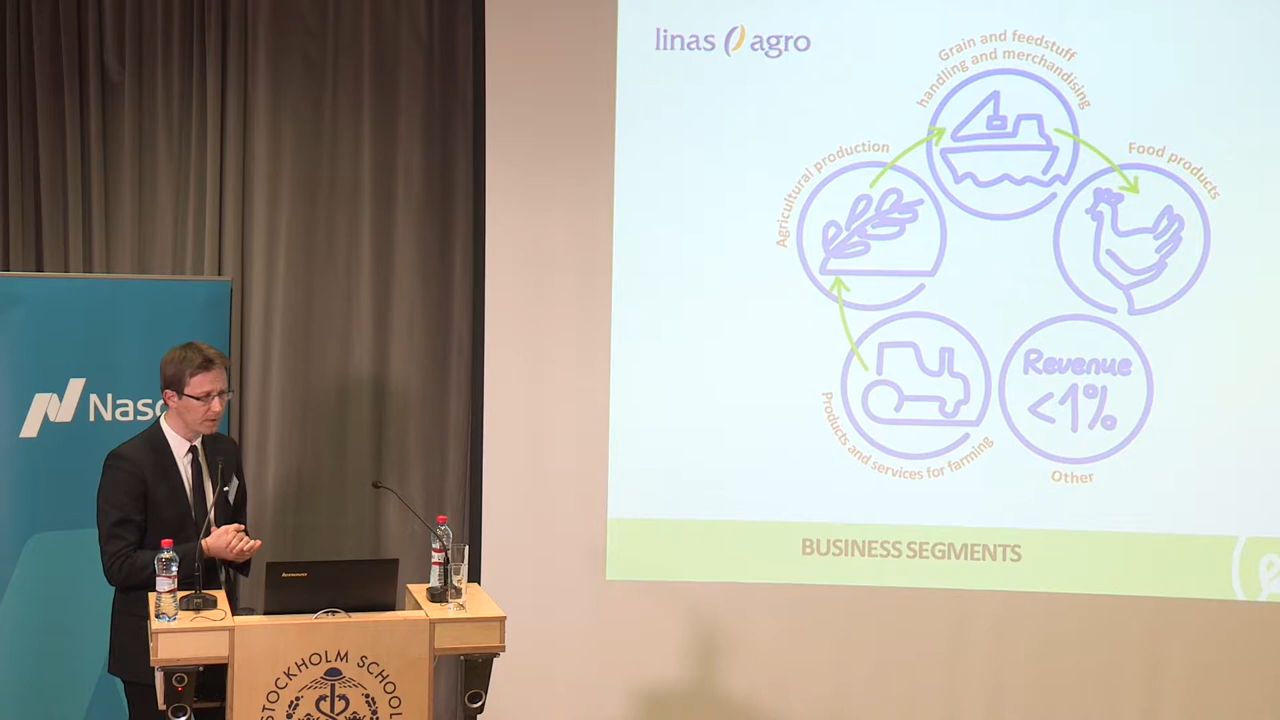 linas agro
Grain and feedstuff
handling and merchandising
Agricultural production
Food products
Products and services for farming
Revenue
<1%
Other
BUSINESS SEGMENTS
Nasd
Lenovo
STOCKHOLM SCHOOL